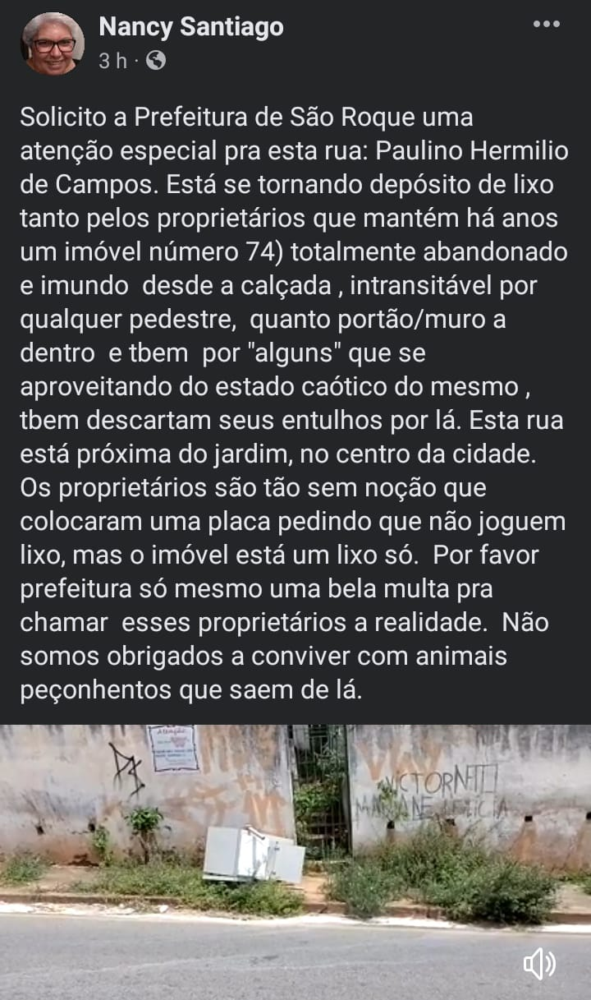 Nancy Santiago
3 h ·
Solicito a Prefeitura de São Roque uma
atenção especial pra esta rua: Paulino Hermilio
de Campos. Está se tornando depósito de lixo
tanto pelos proprietários que mantém há anos
um imóvel número 74) totalmente abandonado
e imundo  desde a calçada , intransitável por
qualquer pedestre,  quanto portão/muro a
dentro  e tbem  por "alguns" que se
aproveitando do estado caótico do mesmo ,
tbem descartam seus entulhos por lá. Esta rua
está próxima do jardim, no centro da cidade.
Os proprietários são tão sem noção que
colocaram uma placa pedindo que não joguem
lixo, mas o imóvel está um lixo só.  Por favor
prefeitura só mesmo uma bela multa pra
chamar  esses proprietários a realidade.  Não
somos obrigados a conviver com animais
peçonhentos que saem de lá.
Atenção